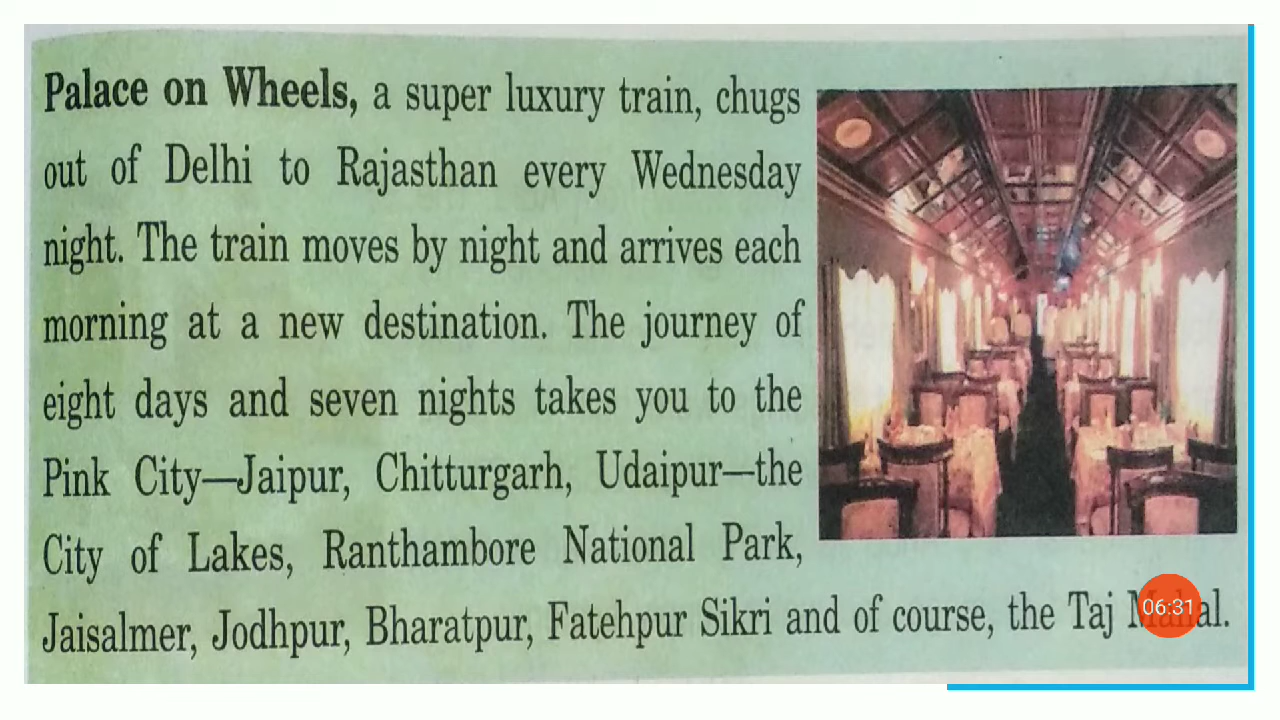 Palace on Wheels, a super luxury train, chugs
out of Delhi to Rajasthan every Wednesday
night. The train moves by night and arrives each
morning at a new destination. The journey of
eight days and seven nights takes you to the
Pink City—Jaipur, Chitturgarh, Udaipur—the
City of Lakes, Ranthambore National Park,
Jaisalmer, Jodhpur, Bharatpur, Fatehpur Sikri and of course, the Taj Mahal.
06:31